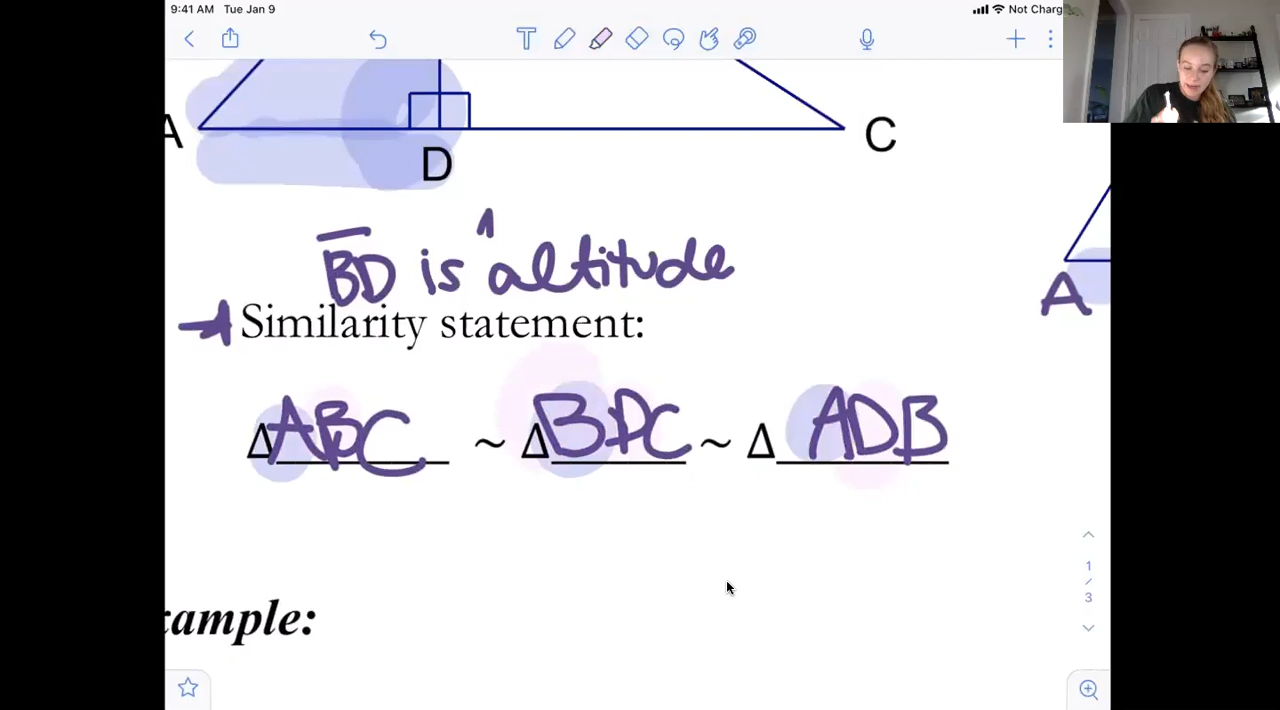 9:41 AM Tue Jan 9 Not Charg
A C
D
BD is altitude
A
Similarity statement:
ΔABC ~ ΔBDC ~ ΔADB
1
/
3
xample: